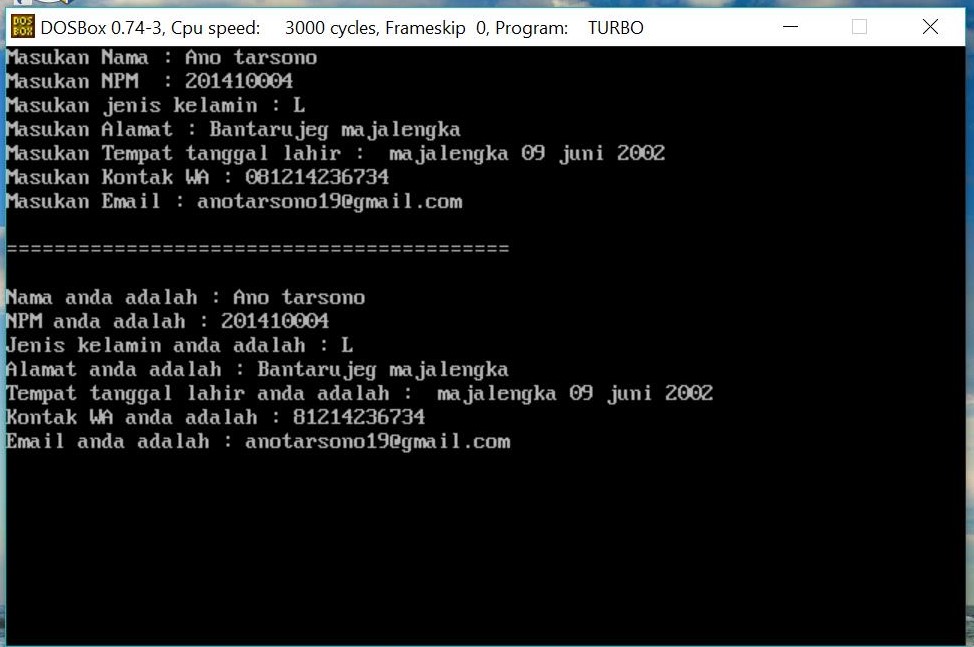 DOSBox 0.74-3, Cpu speed: 3000 cycles, Frameskip 0, Program: TURBO
Masukan Nama : Ano tarsono
Masukan NPM : 201410004
Masukan jenis kelamin : L
Masukan Alamat : Bantarujeg majalengka
Masukan Tempat tanggal lahir : majalengka 09 juni 2002
Masukan Kontak WA : 081214236734
Masukan Email : anotarsono19@gmail.com
==========================================
Nama anda adalah : Ano tarsono
NPM anda adalah : 201410004
Jenis kelamin anda adalah : L
Alamat anda adalah : Bantarujeg majalengka
Tempat tanggal lahir anda adalah : majalengka 09 juni 2002
Kontak WA anda adalah : 81214236734
Email anda adalah : anotarsono19@gmail.com